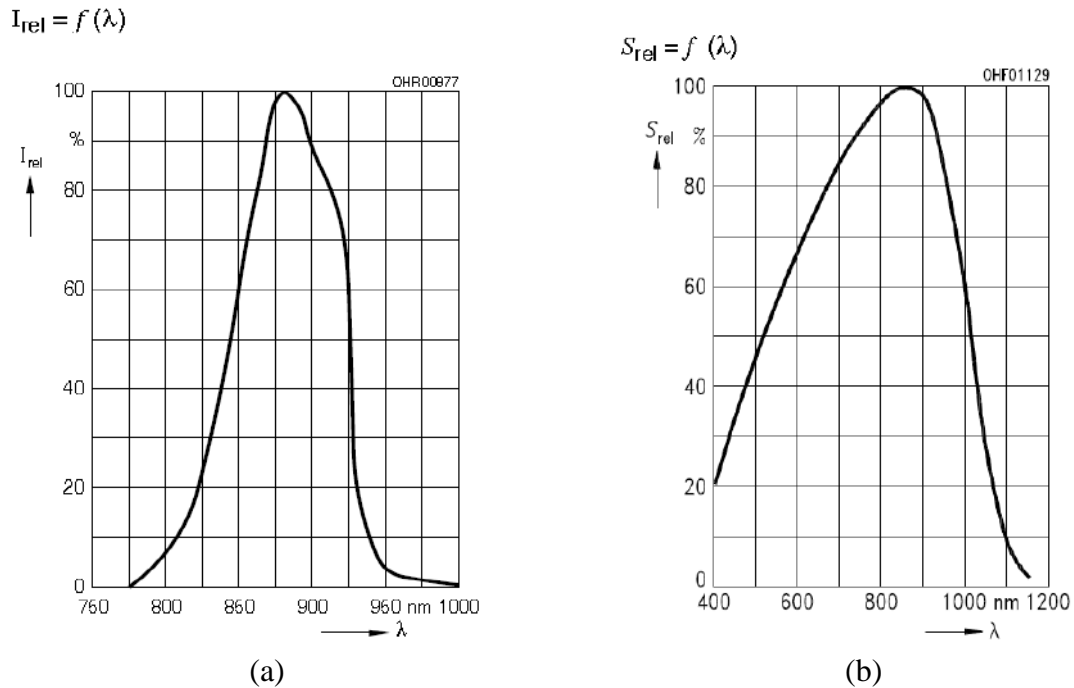 I_rel = f (λ)
OHR00877
100
%
I_rel
80
60
40
20
0
750 800 850 900 950 nm 1000
λ
(a)
S_rel = f (λ)
OHF01129
100
S_rel %
80
60
40
20
0
400 600 800 1000 nm 1200
λ
(b)